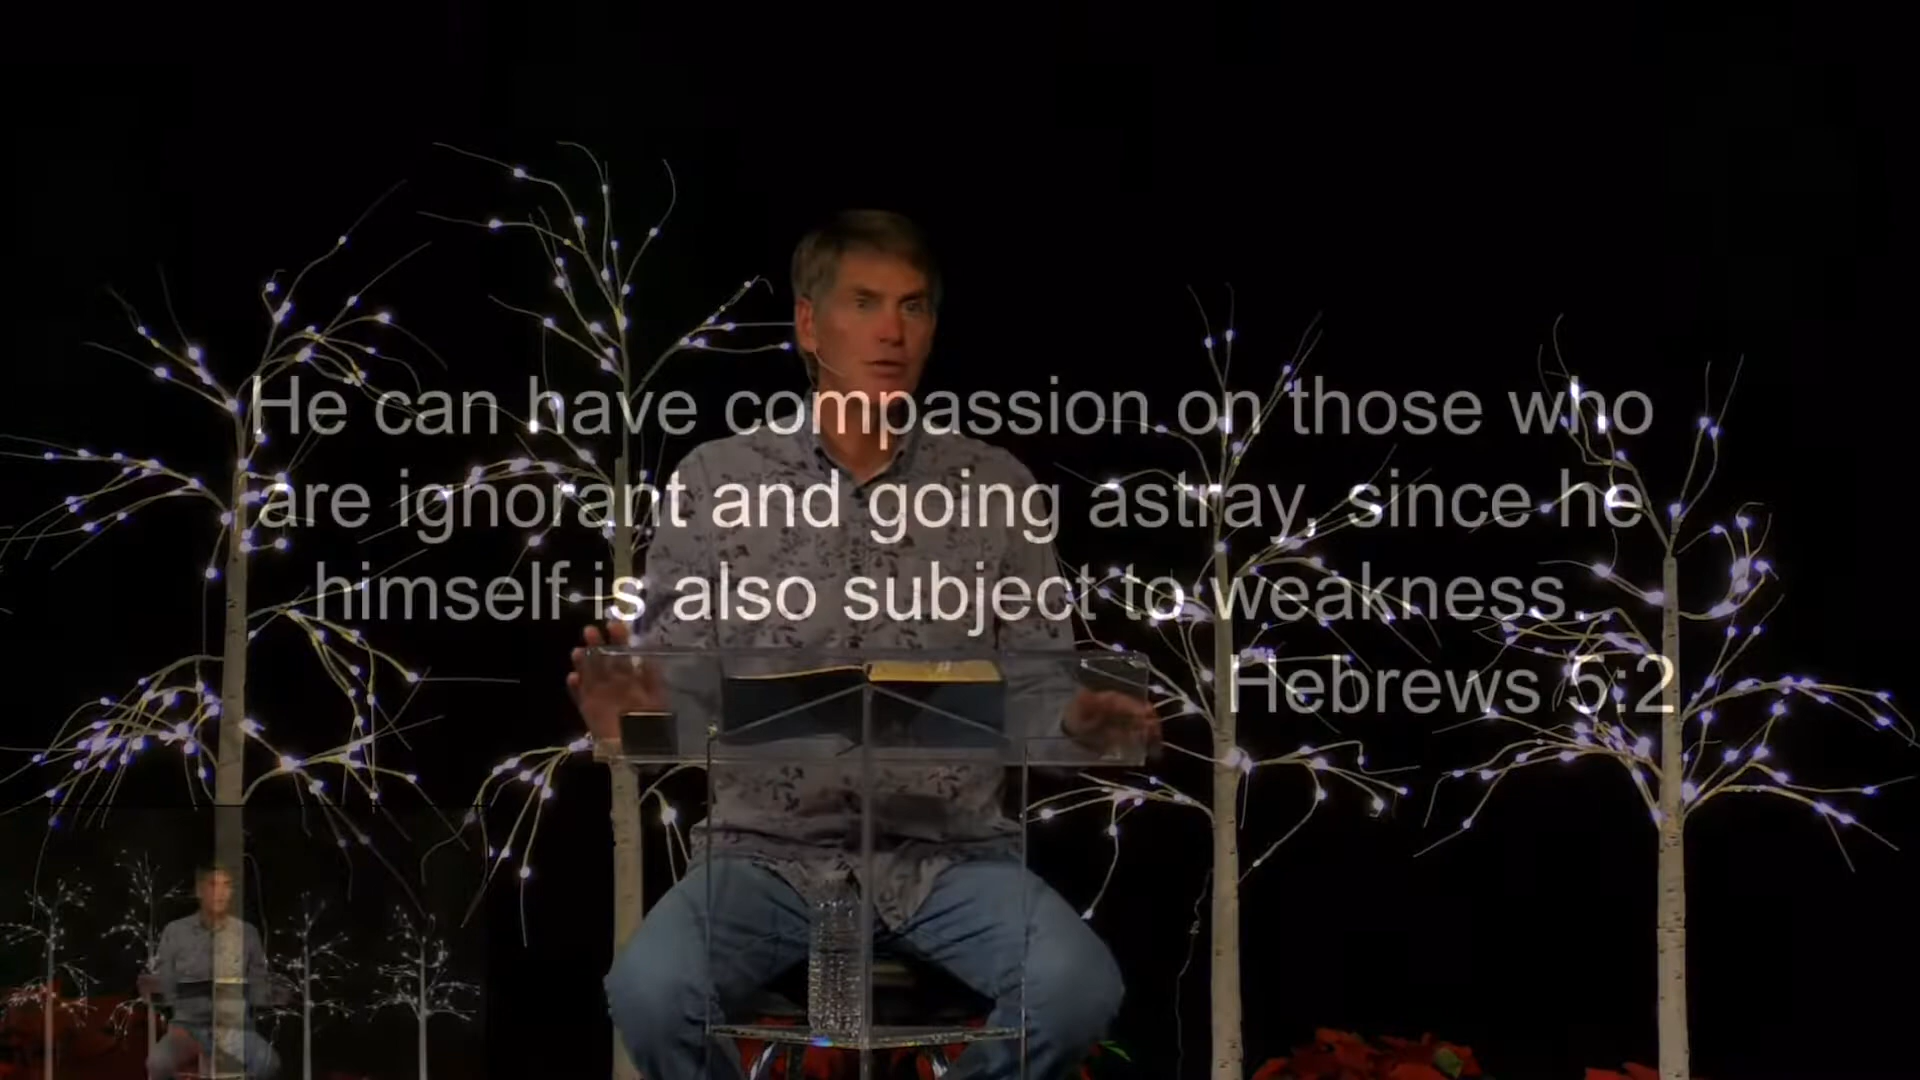 He can have compassion on those who
are ignorant and going astray, since he
himself is also subject to weakness.
Hebrews 5:2